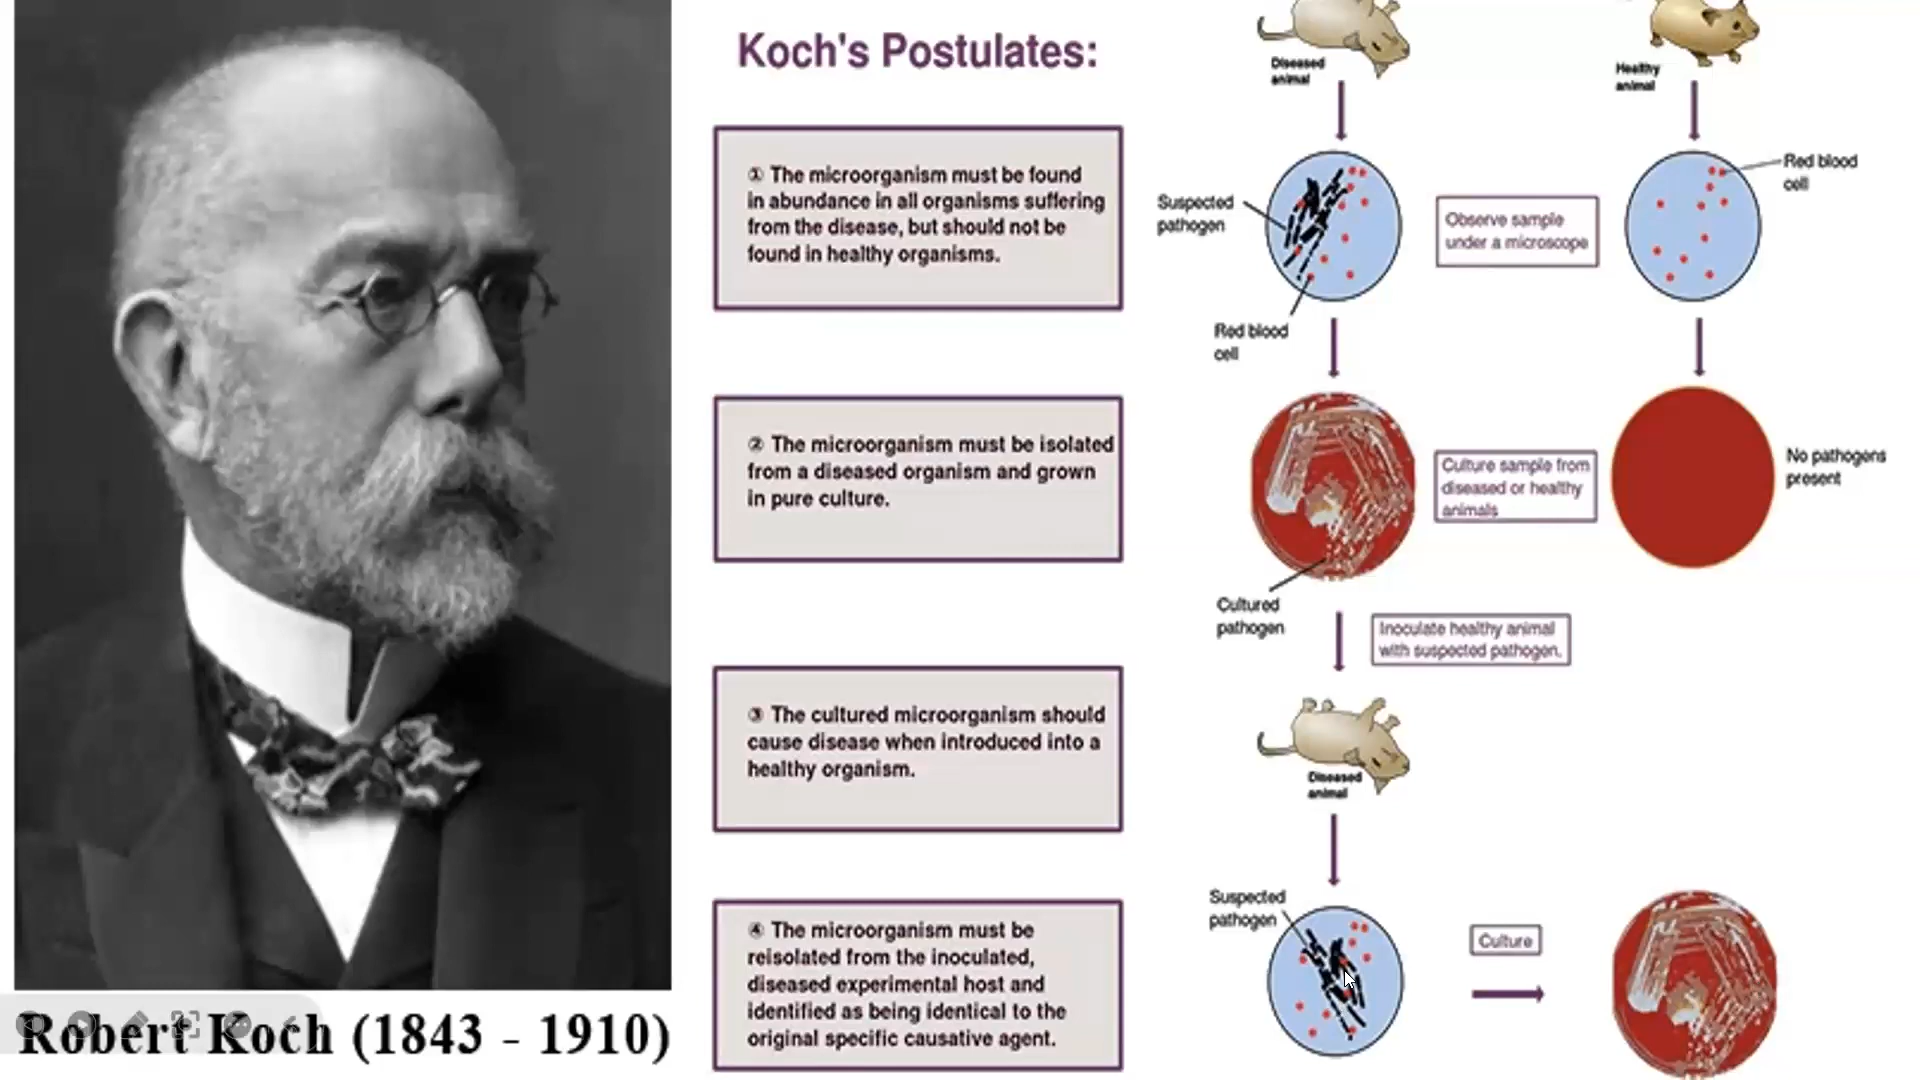 Koch's Postulates:
① The microorganism must be found
in abundance in all organisms suffering
from the disease, but should not be
found in healthy organisms.
② The microorganism must be isolated
from a diseased organism and grown
in pure culture.
③ The cultured microorganism should
cause disease when introduced into a
healthy organism.
④ The microorganism must be
reisolated from the inoculated,
diseased experimental host and
identified as being identical to the
original specific causative agent.
Diseased
animal
Healthy
animal
Suspected
pathogen
Red blood
cell
Observe sample
under a microscope
Red blood
cell
Culture sample from
diseased or healthy
animals
No pathogens
present
Cultured
pathogen
Inoculate healthy animal
with suspected pathogen.
Diseased
animal
Suspected
pathogen
Culture
Robert Koch (1843 - 1910)